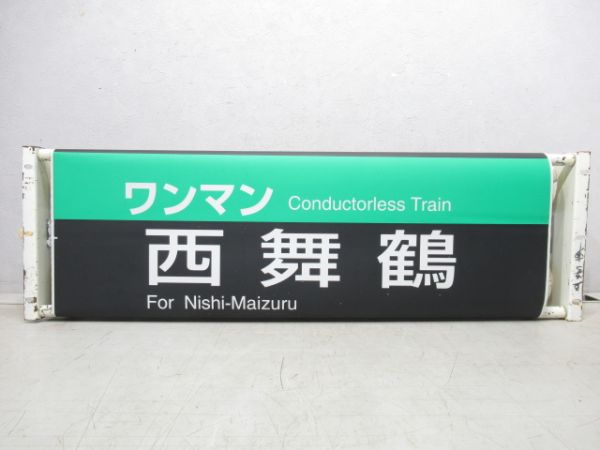 ワンマン Conductorless Train
西舞鶴
For Nishi-Maizuru